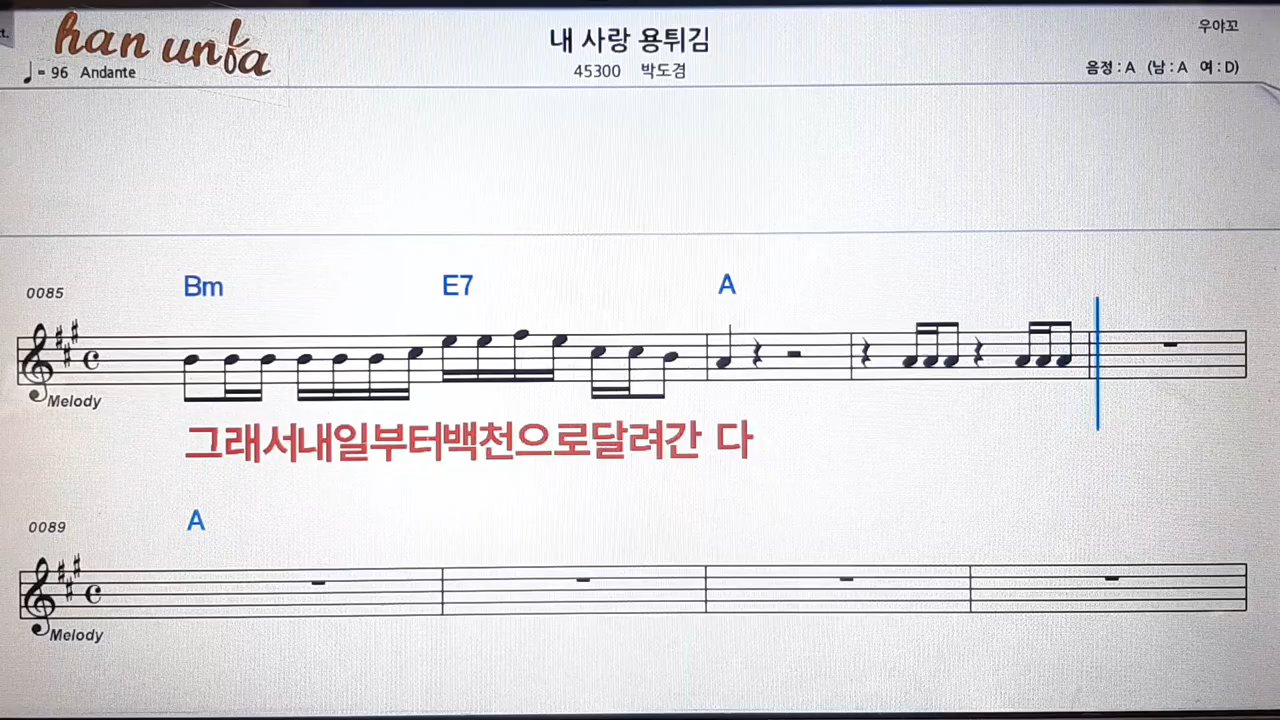 t.
han unfa
내 사랑 용튀김
우야꼬
♩ = 96 Andante
45300 박도겸
음정 : A (남 : A 여 : D)
0085
Bm E7 A
Melody
그래서내일부터백천으로달려간 다
0089
A
Melody